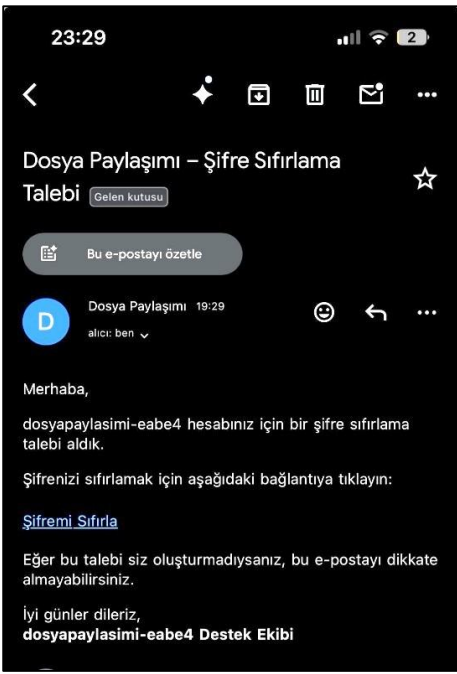 23:29
2
Dosya Paylaşımı – Şifre Sıfırlama
Talebi Gelen kutusu
Bu e-postayı özetle
D
Dosya Paylaşımı 19:29
alıcı: ben
Merhaba,
dosyapaylasimi-eabe4 hesabınız için bir şifre sıfırlama
talebi aldık.
Şifrenizi sıfırlamak için aşağıdaki bağlantıya tıklayın:
Şifremi Sıfırla
Eğer bu talebi siz oluşturmadıysanız, bu e-postayı dikkate
almayabilirsiniz.
İyi günler dileriz,
dosyapaylasimi-eabe4 Destek Ekibi